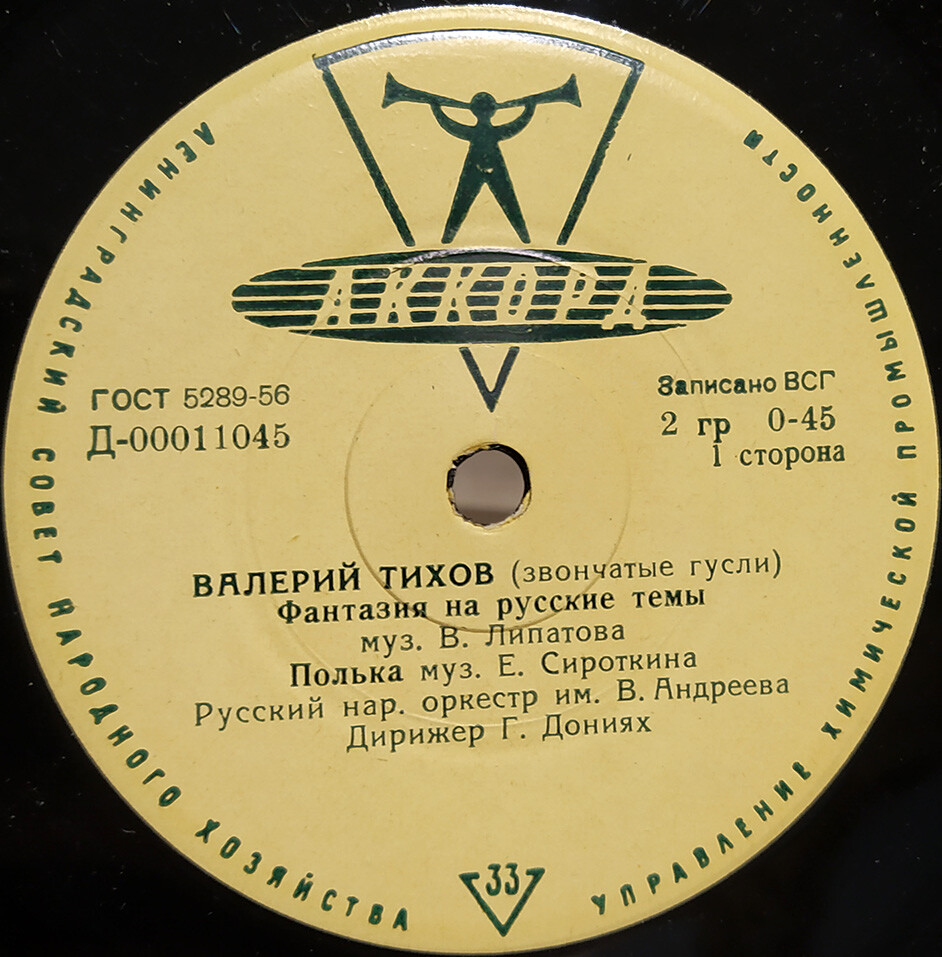 ЛЕНИНГРАДСКИЙ СОВЕТ НАРОДНОГО ХОЗЯЙСТВА
УПРАВЛЕНИЕ ХИМИЧЕСКОЙ ПРОМЫШЛЕННОСТИ
АККОРД
ГОСТ 5289-56
Д-00011045
Записано ВСГ
2 гр 0-45
1 сторона
ВАЛЕРИЙ ТИХОВ (звончатые гусли)
Фантазия на русские темы
муз. В. Липатова
Полька муз. Е. Сироткина
Русский нар. оркестр им. В. Андреева
Дирижер Г. Дониях
33